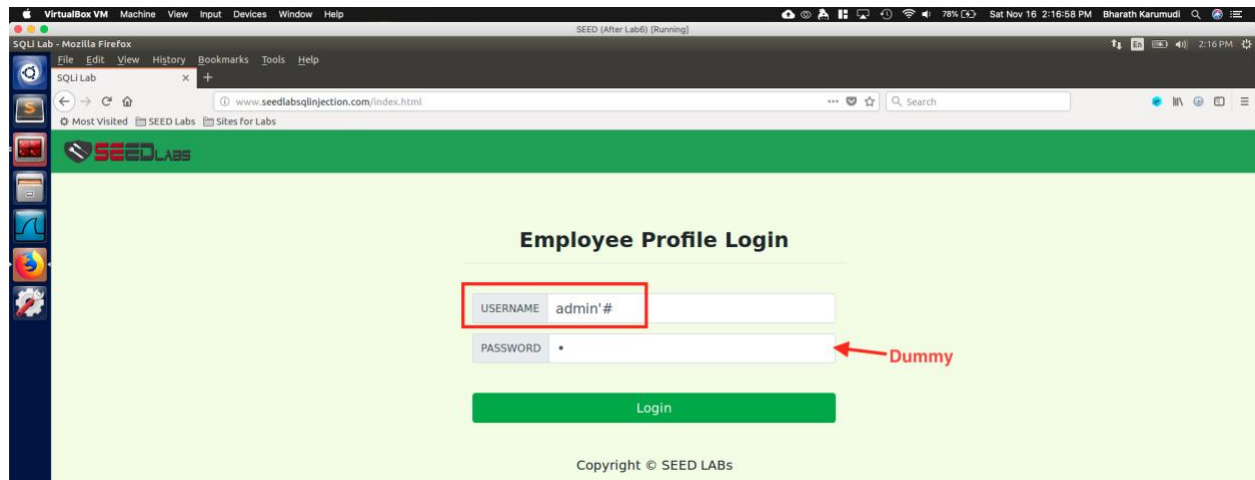 VirtualBox VM Machine View Input Devices Window Help 78% Sat Nov 16 2:16:58 PM Bharath Karumudi
SEED (After Lab6) [Running]
SQLi Lab - Mozilla Firefox En 2:16 PM
File Edit View History Bookmarks Tools Help
SQLi Lab × +
www.seedlabsqlinjection.com/index.html Search
Most Visited SEED Labs Sites for Labs
SEEDLABS
Employee Profile Login
USERNAME admin'#
PASSWORD •
Dummy
Login
Copyright © SEED LABs